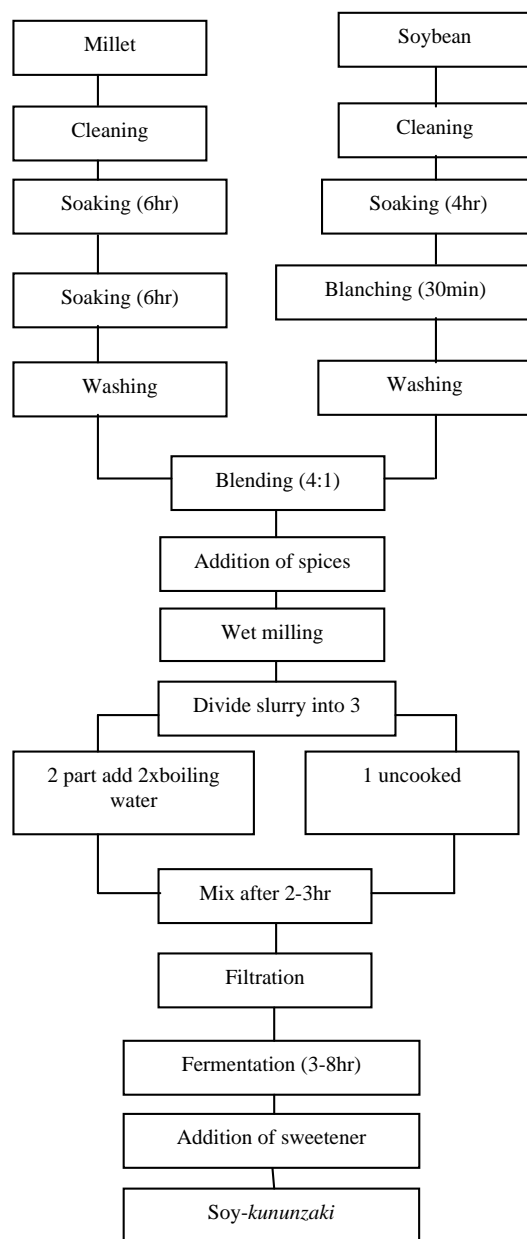 Millet
Soybean
Cleaning
Cleaning
Soaking (6hr)
Soaking (4hr)
Soaking (6hr)
Blanching (30min)
Washing
Washing
Blending (4:1)
Addition of spices
Wet milling
Divide slurry into 3
2 part add 2xboiling
water
1 uncooked
Mix after 2-3hr
Filtration
Fermentation (3-8hr)
Addition of sweetener
Soy-kununzaki